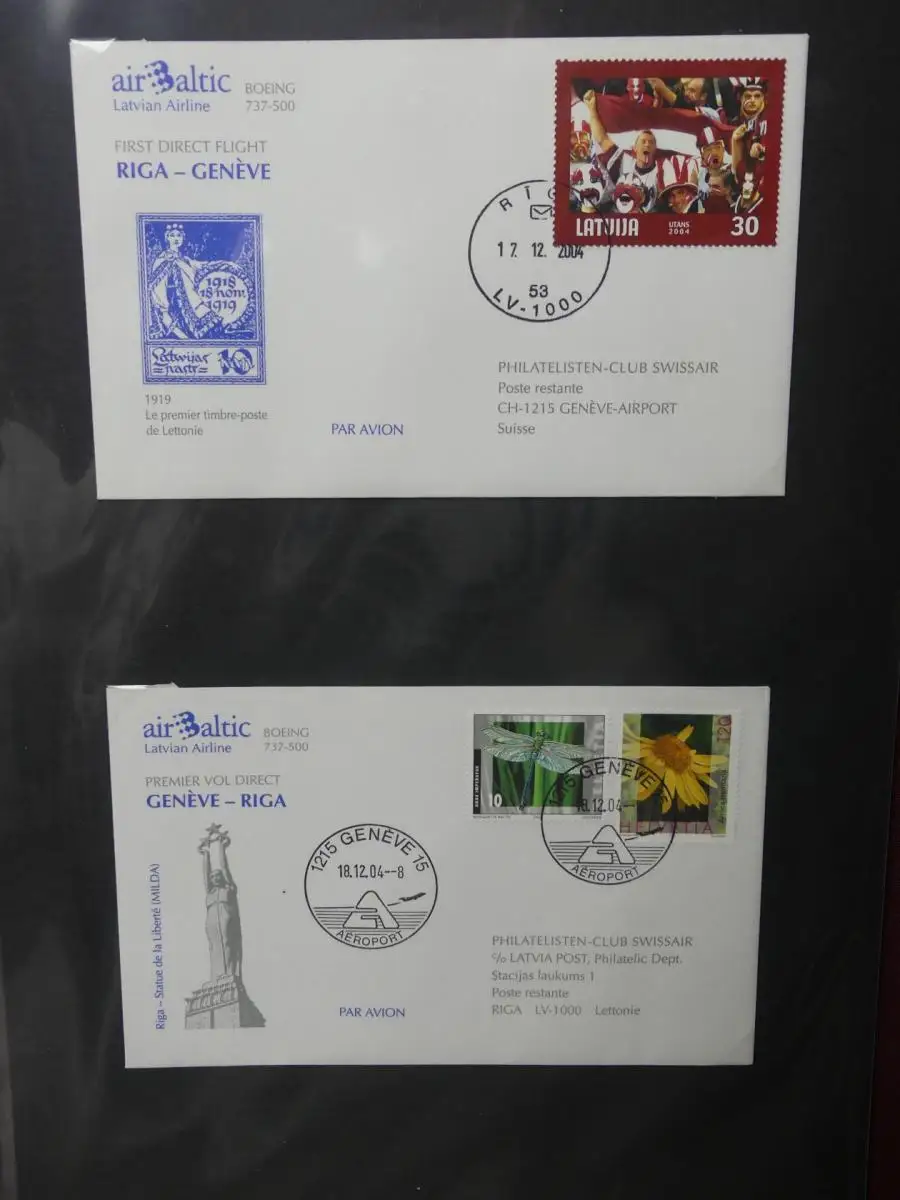 airBaltic
Latvian Airline
BOEING
737-500
FIRST DIRECT FLIGHT
RIGA – GENÈVE
1918
18 nov.
1919
Latwijas
pasts
10
1919
Le premier timbre-poste
de Lettonie
PAR AVION
LATVIJA
2004
30
17. 12. 2004
53
LV-1000
PHILATELISTEN-CLUB SWISSAIR
Poste restante
CH-1215 GENÈVE-AIRPORT
Suisse
airBaltic
Latvian Airline
BOEING
737-500
PREMIER VOL DIRECT
GENÈVE – RIGA
Riga – Statue de la Liberté (MILDA)
1215 GENÈVE 15
18.12.04--8
AÉROPORT
10
120
HELVETIA
1215 GENÈVE 15
18.12.04--
AÉROPORT
PHILATELISTEN-CLUB SWISSAIR
c/o LATVIA POST, Philatelic Dept.
Stacijas laukums 1
Poste restante
RIGA LV-1000 Lettonie
PAR AVION